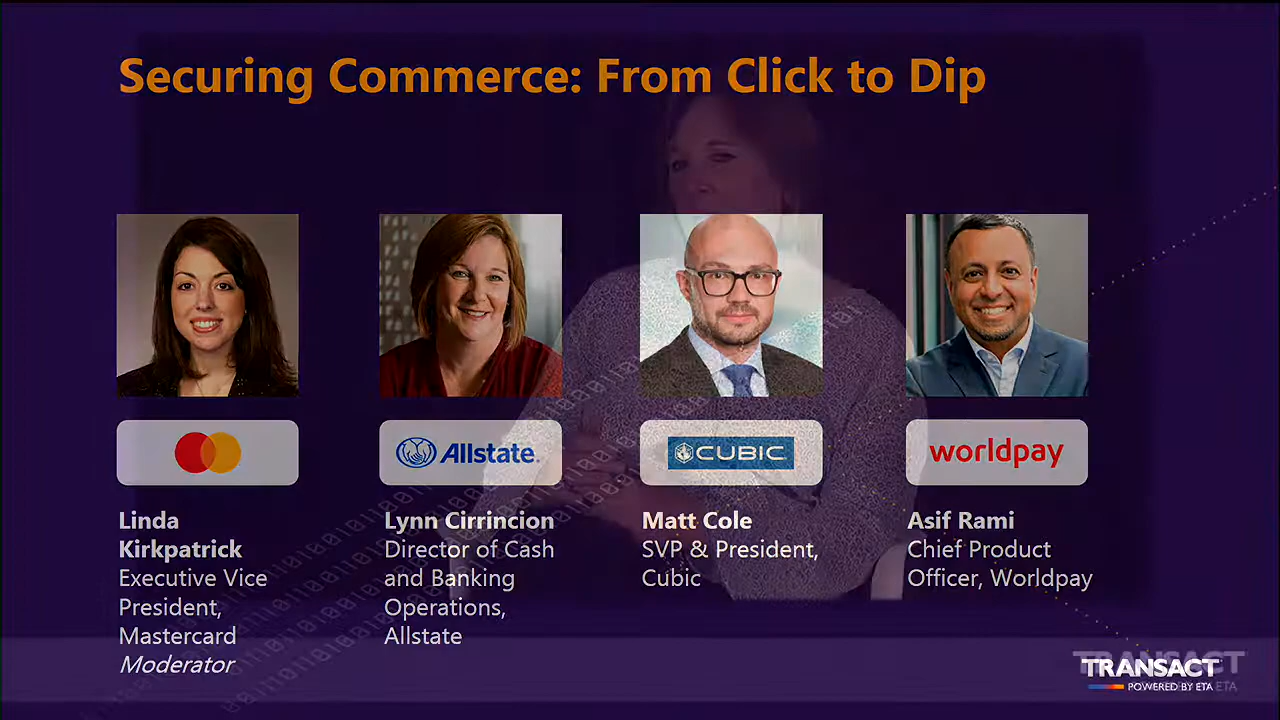 Securing Commerce: From Click to Dip
Allstate.
CUBIC
worldpay
Linda
Kirkpatrick
Executive Vice
President,
Mastercard
Moderator
Lynn Cirrincion
Director of Cash
and Banking
Operations,
Allstate
Matt Cole
SVP & President,
Cubic
Asif Rami
Chief Product
Officer, Worldpay
TRANSACT
POWERED BY ETA